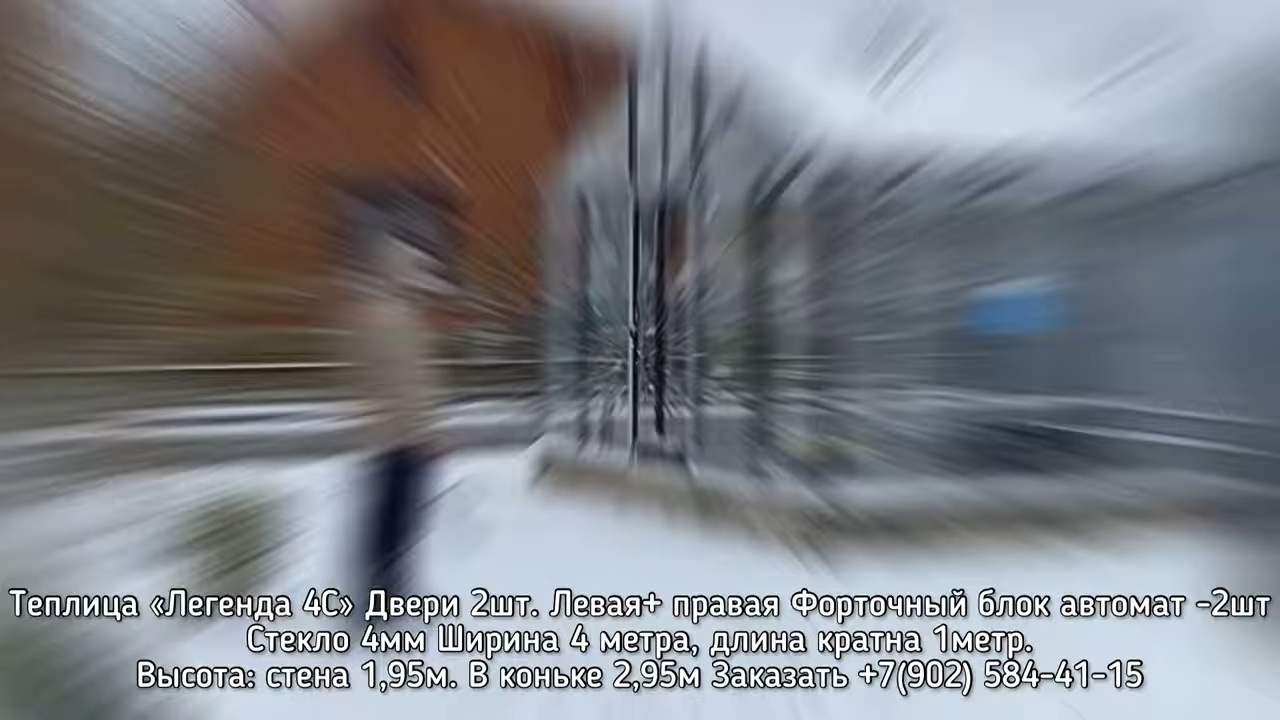 Теплица «Легенда 4С» Двери 2шт. Левая+ правая Форточный блок автомат -2шт
Стекло 4мм Ширина 4 метра, длина кратна 1метр.
Высота: стена 1,95м. В коньке 2,95м Заказать +7(902) 584-41-15